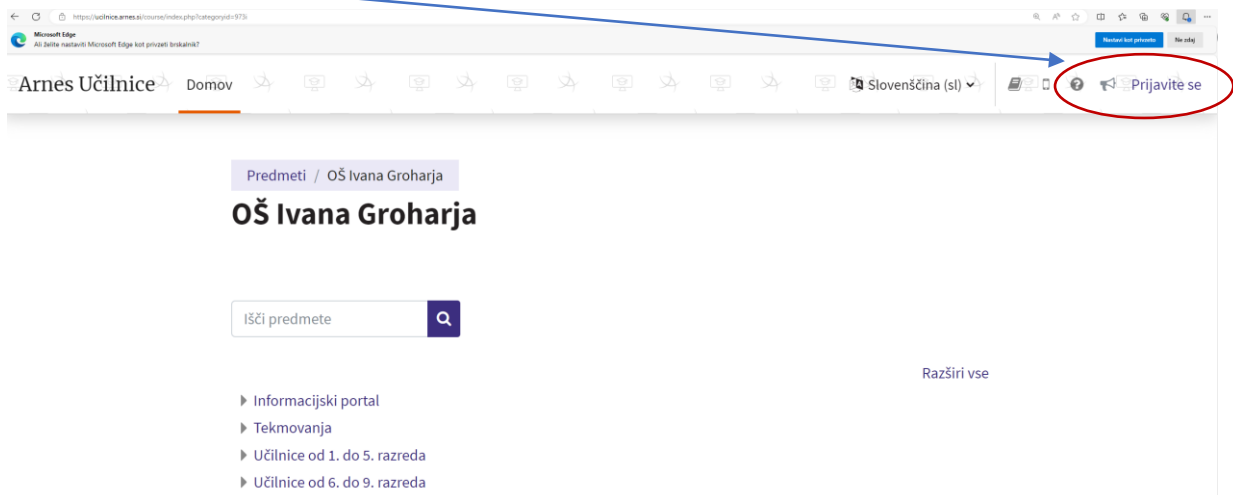 https://ucilnice.arnes.si/course/index.php?categoryid=973
Microsoft Edge
Ali želite nastaviti Microsoft Edge kot privzeti brskalnik?
Nastavi kot privzeto
Ne zdaj
Arnes Učilnice
Domov
Slovenščina (sl)
Prijavite se
Predmeti / OŠ Ivana Groharja
OŠ Ivana Groharja
Išči predmete
Razširi vse
Informacijski portal
Tekmovanja
Učilnice od 1. do 5. razreda
Učilnice od 6. do 9. razreda